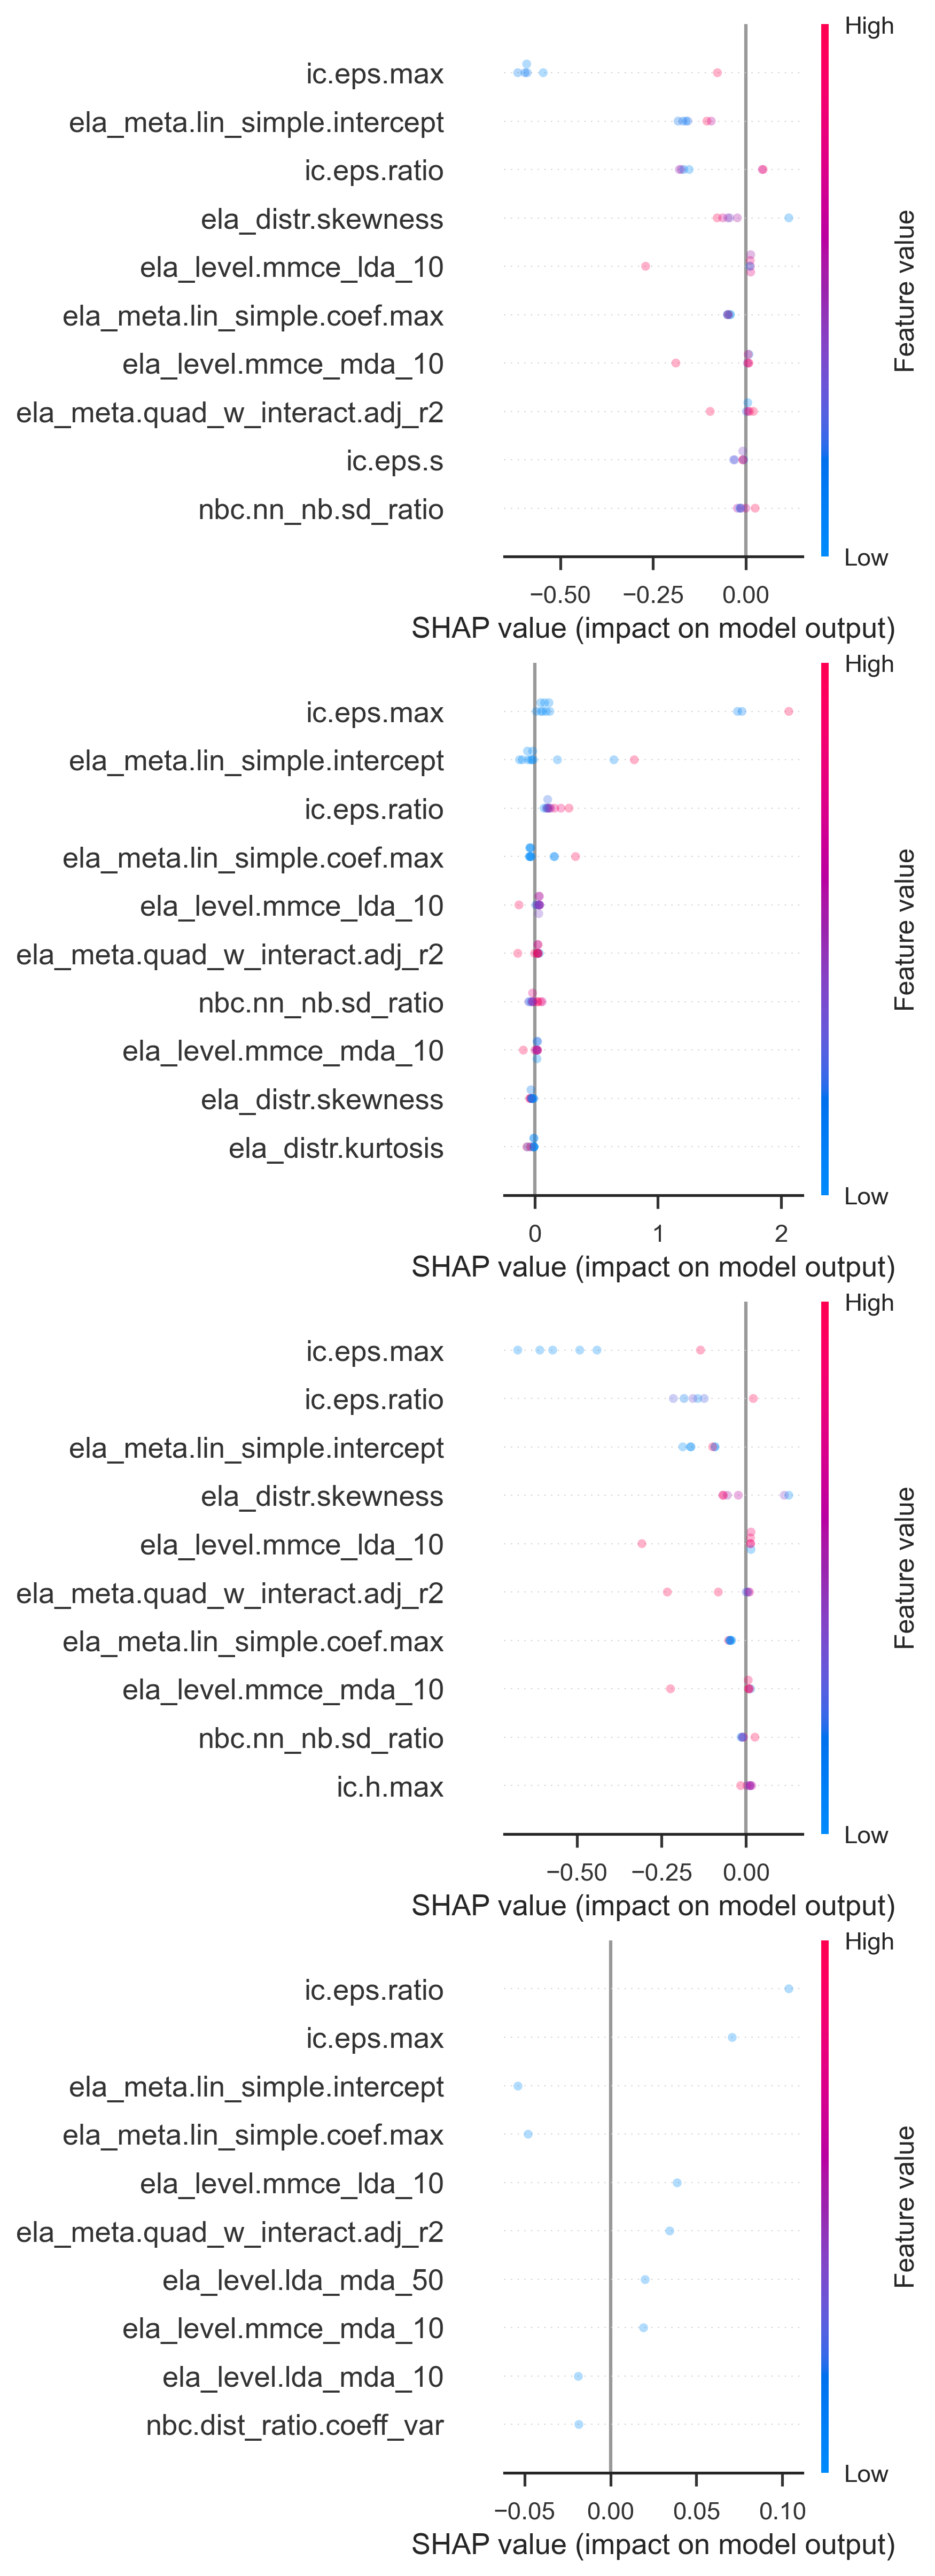 High
ic.eps.max
ela_meta.lin_simple.intercept
ic.eps.ratio
ela_distr.skewness
ela_level.mmce_lda_10
ela_meta.lin_simple.coef.max
ela_level.mmce_mda_10
ela_meta.quad_w_interact.adj_r2
ic.eps.s
nbc.nn_nb.sd_ratio
Feature value
Low
−0.50 −0.25 0.00
SHAP value (impact on model output)
High
ic.eps.max
ela_meta.lin_simple.intercept
ic.eps.ratio
ela_meta.lin_simple.coef.max
ela_level.mmce_lda_10
ela_meta.quad_w_interact.adj_r2
nbc.nn_nb.sd_ratio
ela_level.mmce_mda_10
ela_distr.skewness
ela_distr.kurtosis
Feature value
Low
0 1 2
SHAP value (impact on model output)
High
ic.eps.max
ic.eps.ratio
ela_meta.lin_simple.intercept
ela_distr.skewness
ela_level.mmce_lda_10
ela_meta.quad_w_interact.adj_r2
ela_meta.lin_simple.coef.max
ela_level.mmce_mda_10
nbc.nn_nb.sd_ratio
ic.h.max
Feature value
Low
−0.50 −0.25 0.00
SHAP value (impact on model output)
High
ic.eps.ratio
ic.eps.max
ela_meta.lin_simple.intercept
ela_meta.lin_simple.coef.max
ela_level.mmce_lda_10
ela_meta.quad_w_interact.adj_r2
ela_level.lda_mda_50
ela_level.mmce_mda_10
ela_level.lda_mda_10
nbc.dist_ratio.coeff_var
Feature value
Low
−0.05 0.00 0.05 0.10
SHAP value (impact on model output)